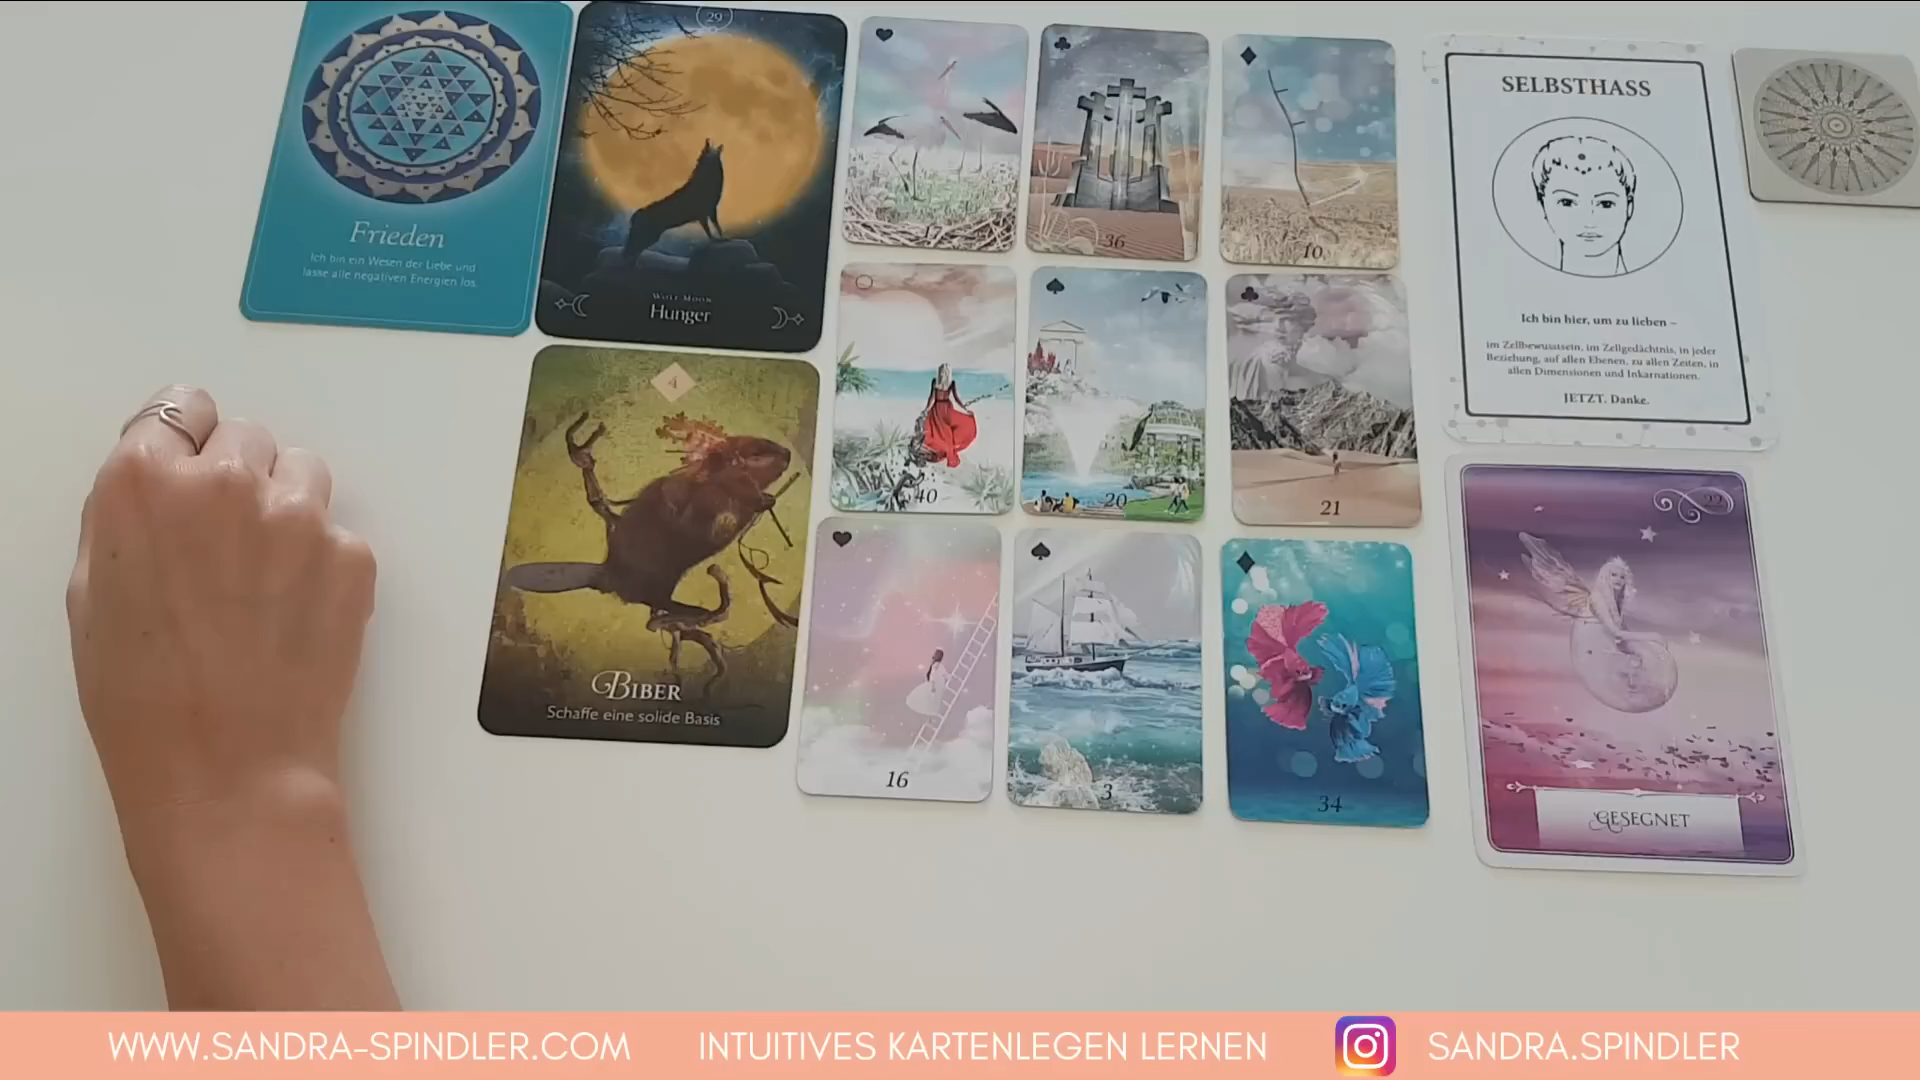 Frieden
Ich bin ein Wesen der Liebe und
lasse alle negativen Energien los.
29
Wolf Moon
Hunger
4
BIBER
Schaffe eine solide Basis
17
36
10
40
20
21
16
3
34
SELBSTHASS
Ich bin hier, um zu lieben –
im Zellbewusstsein, im Zellgedächtnis, in jeder
Beziehung, auf allen Ebenen, zu allen Zeiten, in
allen Dimensionen und Inkarnationen.
JETZT. Danke.
22
GESEGNET
WWW.SANDRA-SPINDLER.COM
INTUITIVES KARTENLEGEN LERNEN
SANDRA.SPINDLER